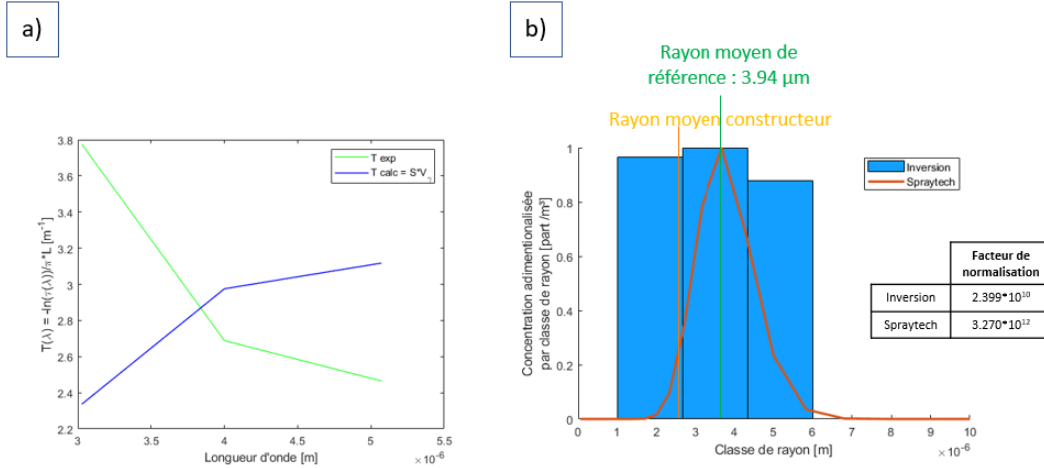 a)
T(λ) = -ln(τ(λ))/π*L [m⁻¹]
3.8
3.6
3.4
3.2
3
2.8
2.6
2.4
2.2
T exp
T calc = S*V
3
3.5
4
4.5
5
5.5
Longueur d'onde [m]
×10⁻⁶
b)
Rayon moyen de
référence : 3.94 µm
Rayon moyen constructeur
Concentration adimentionalisée
par classe de rayon [part /m³]
1
0.8
0.6
0.4
0.2
0
Inversion
Spraytech
0
1
2
3
4
5
6
7
8
9
10
Classe de rayon [m]
×10⁻⁶
Facteur de
normalisation
Inversion 2.399*10¹⁰
Spraytech 3.270*10¹²